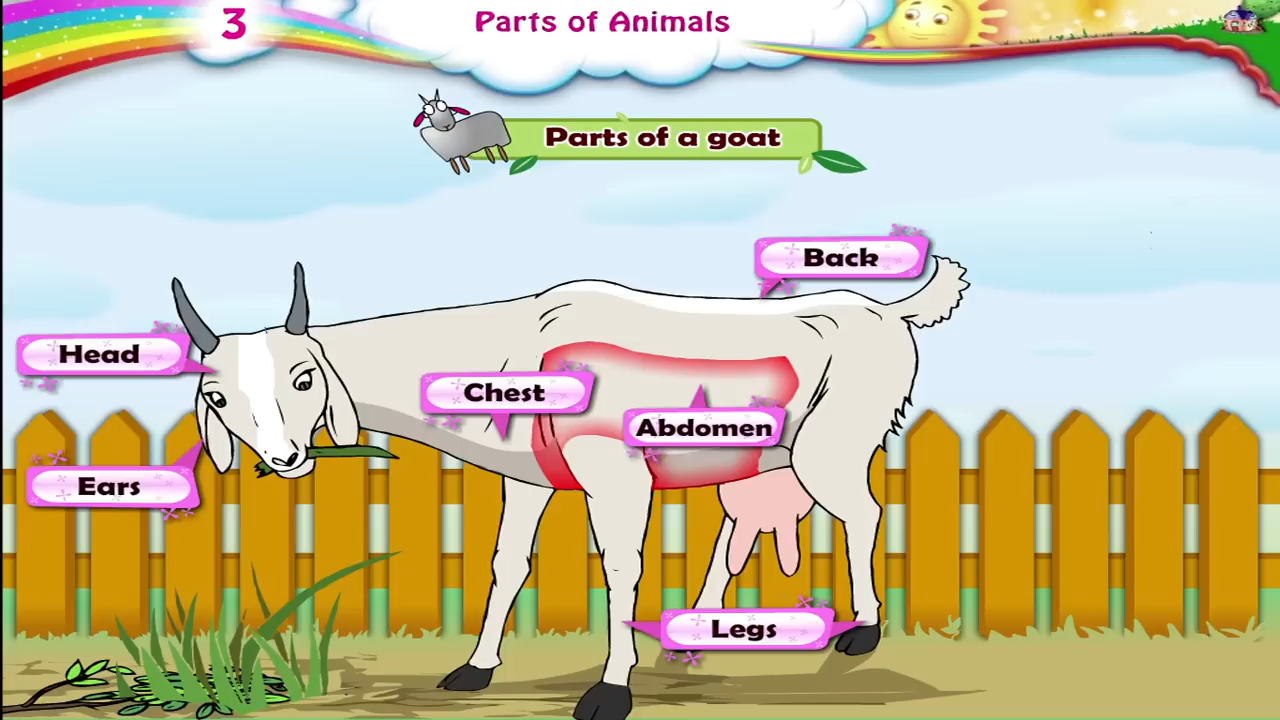 3
Parts of Animals
Parts of a goat
Back
Head
Chest
Abdomen
Ears
Legs